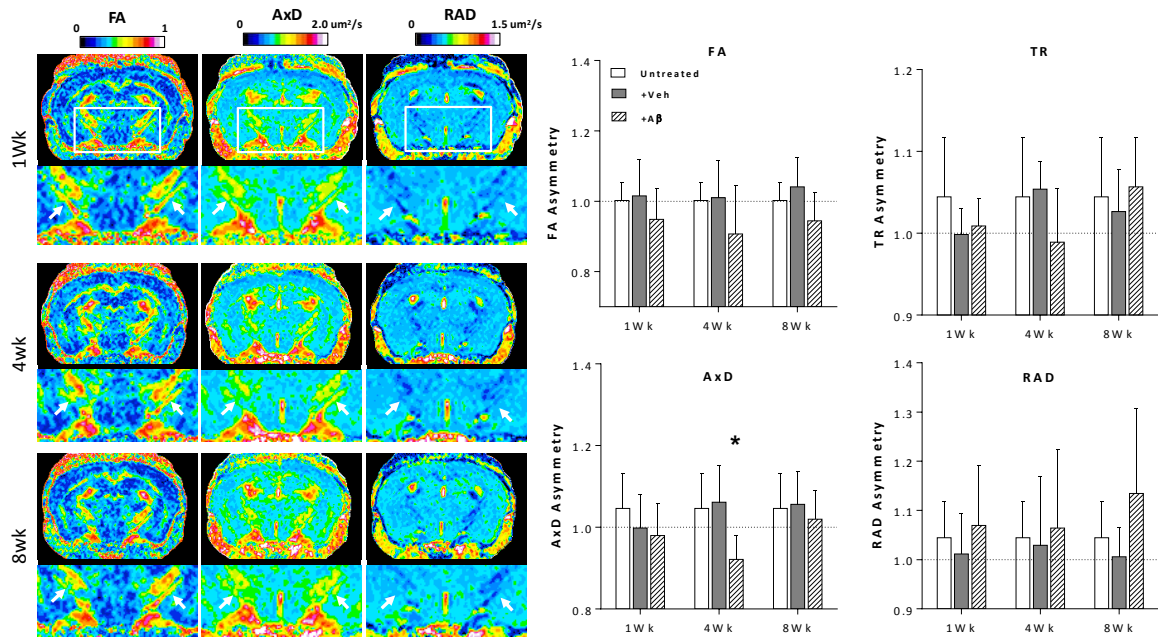 FA
AxD
RAD
0 1
0 2.0 um²/s
0 1.5 um²/s
1Wk
4wk
8wk
FA
Untreated
+Veh
+Aβ
FA Asymmetry
1.4
1.2
1.0
0.8
1Wk 4Wk 8Wk
TR
TR Asymmetry
1.2
1.1
1.0
0.9
1Wk 4Wk 8Wk
AxD
*
AxD Asymmetry
1.4
1.2
1.0
0.8
1Wk 4Wk 8Wk
RAD
RAD Asymmetry
1.4
1.3
1.2
1.1
1.0
0.9
1Wk 4Wk 8Wk